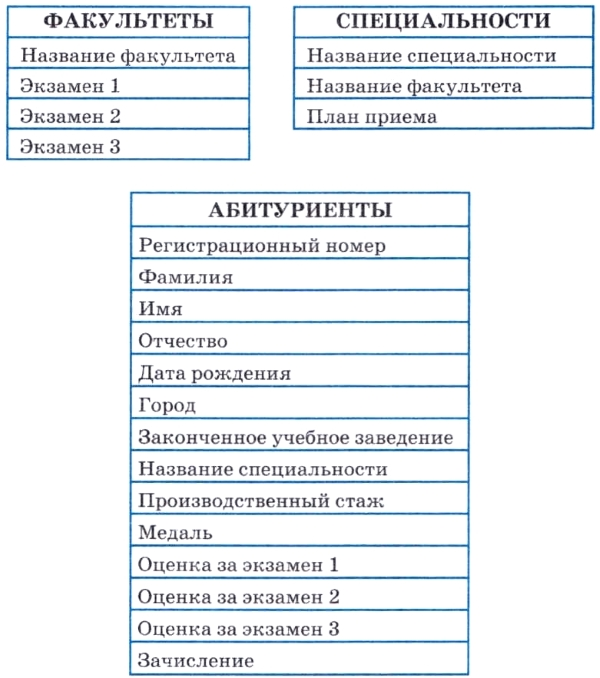 ФАКУЛЬТЕТЫ
Название факультета
Экзамен 1
Экзамен 2
Экзамен 3
СПЕЦИАЛЬНОСТИ
Название специальности
Название факультета
План приема
АБИТУРИЕНТЫ
Регистрационный номер
Фамилия
Имя
Отчество
Дата рождения
Город
Законченное учебное заведение
Название специальности
Производственный стаж
Медаль
Оценка за экзамен 1
Оценка за экзамен 2
Оценка за экзамен 3
Зачисление